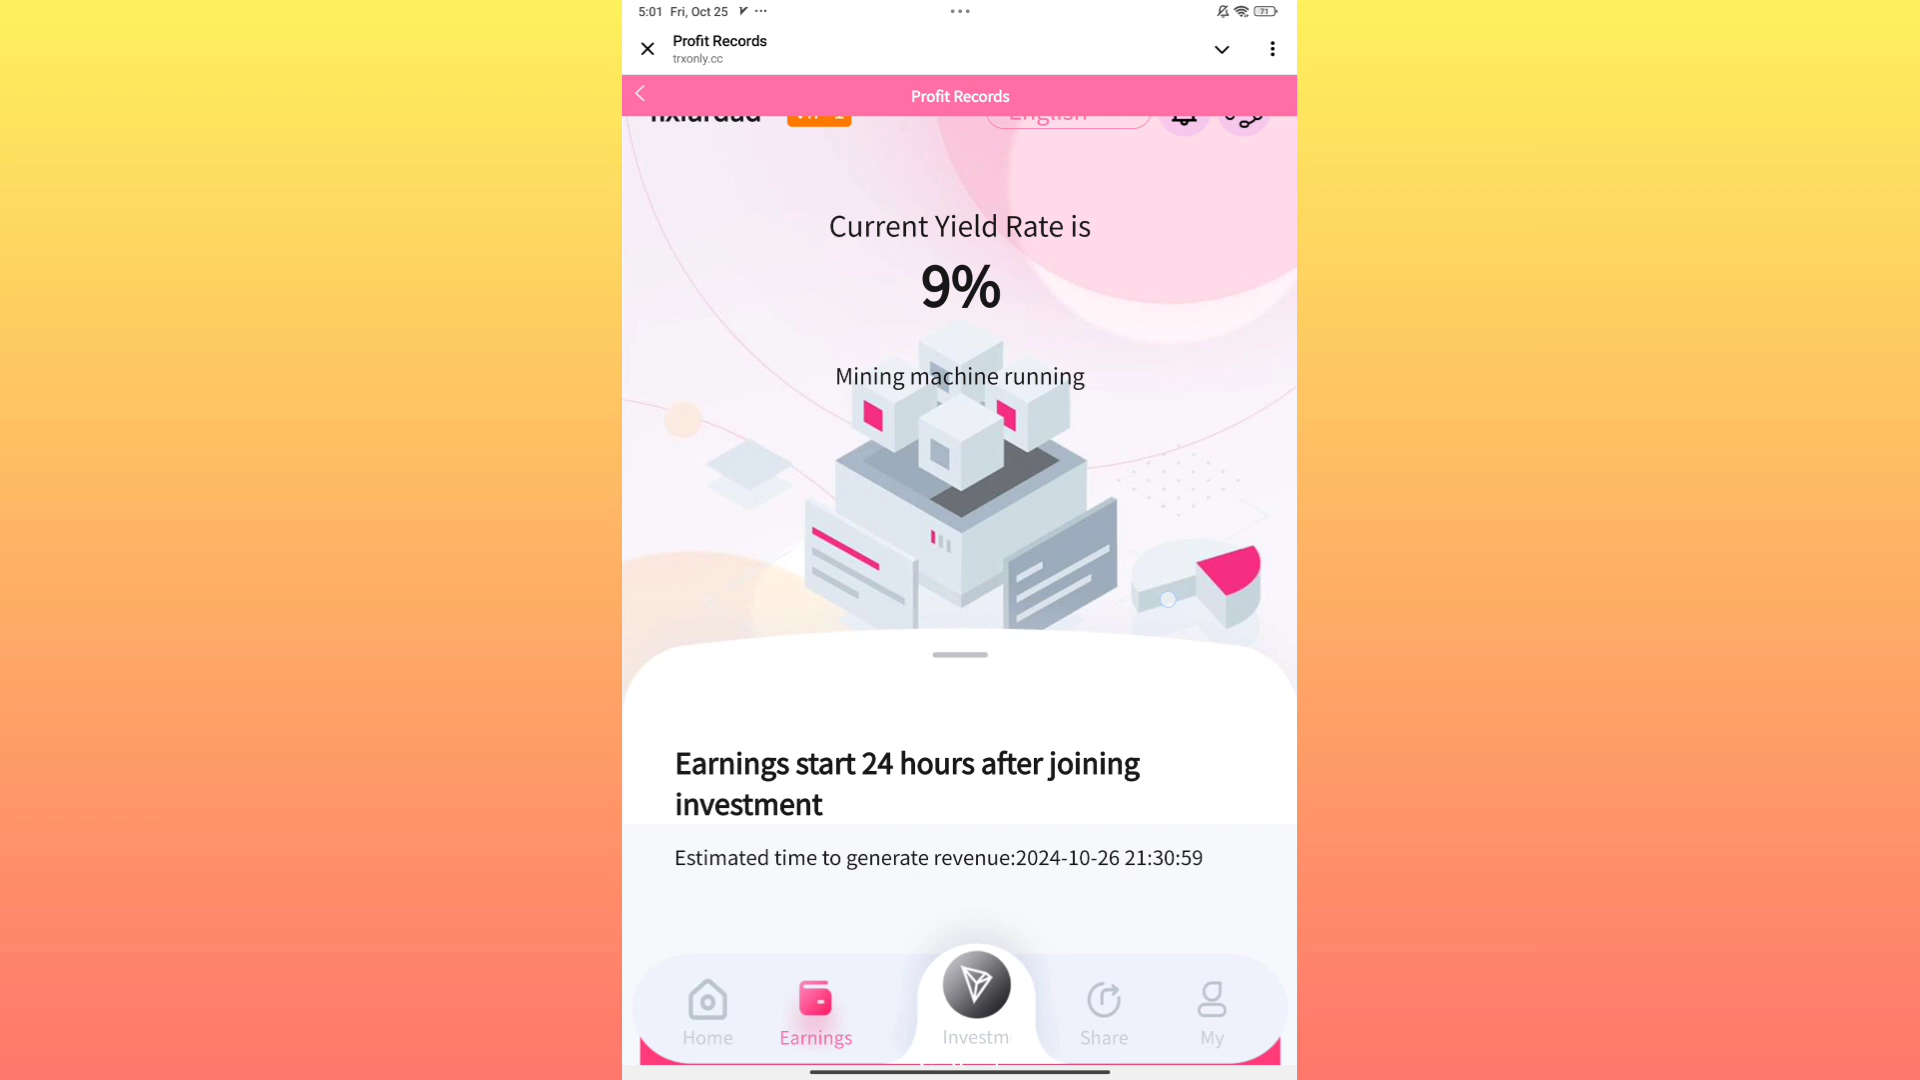 5:01 Fri, Oct 25
71
Profit Records
trxonly.cc
Profit Records
English
Current Yield Rate is
9%
Mining machine running
Earnings start 24 hours after joining
investment
Estimated time to generate revenue:2024-10-26 21:30:59
Home
Earnings
Investm
Share
My